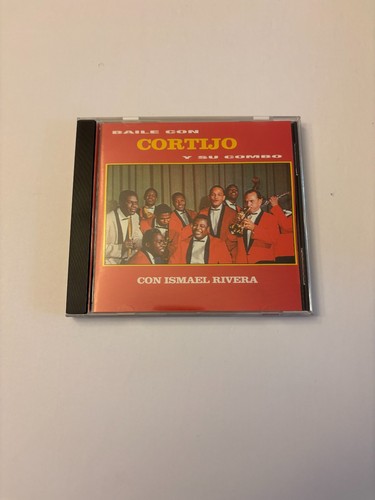 BAILE CON
CORTIJO
Y SU COMBO
CON ISMAEL RIVERA